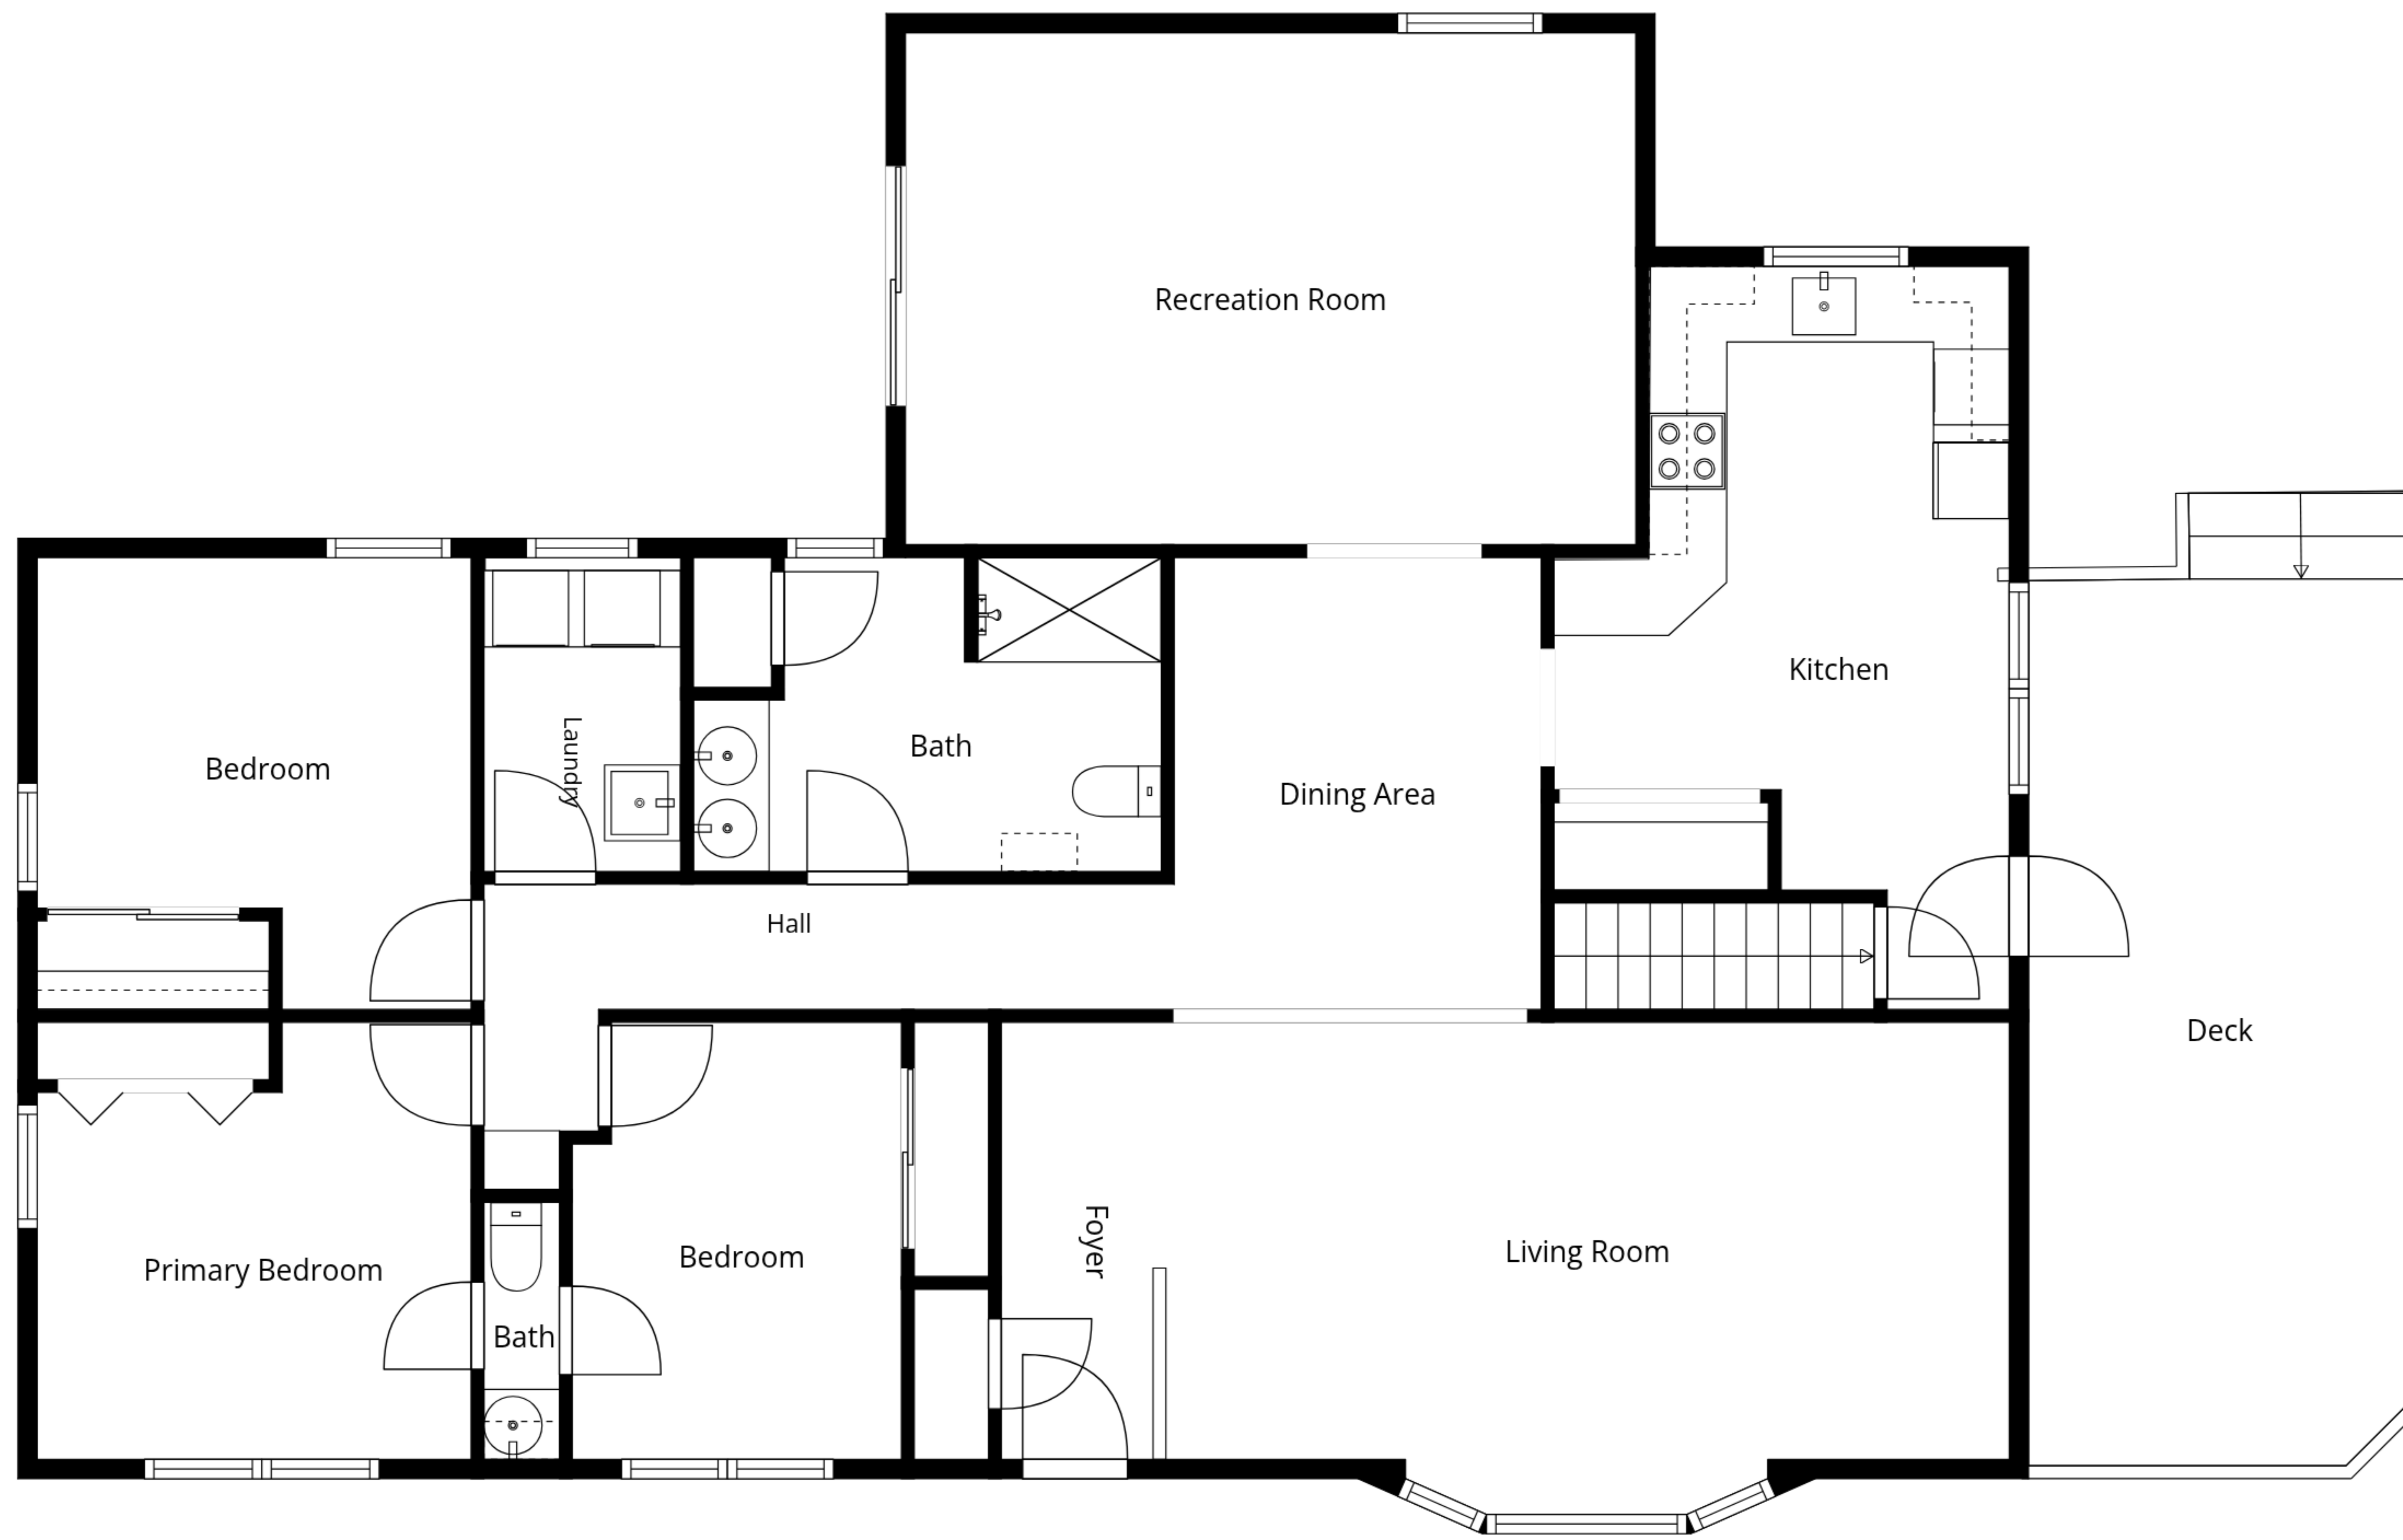 Recreation Room
Kitchen
Laundry
Bath
Bedroom
Dining Area
Hall
Deck
Foyer
Living Room
Bedroom
Primary Bedroom
Bath